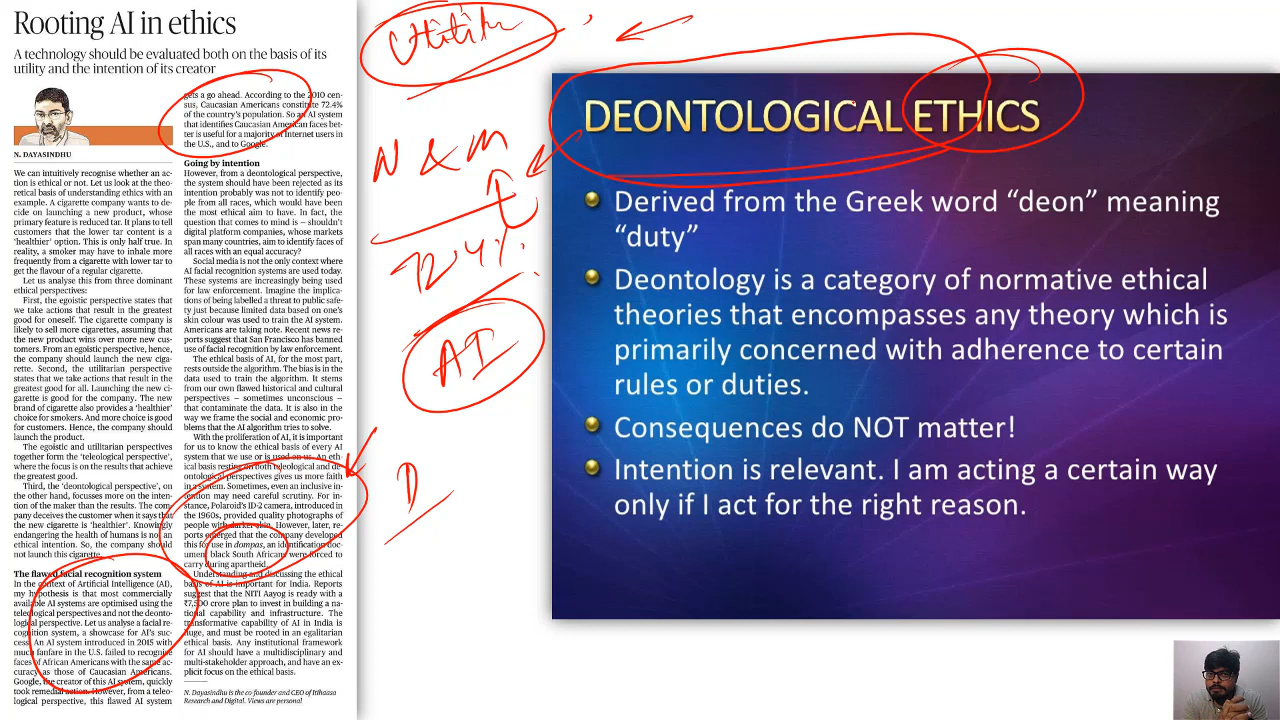 Rooting AI in ethics
A technology should be evaluated both on the basis of its
utility and the intention of its creator
N. DAYASINDHU
We can intuitively recognise whether an ac-
tion is ethical or not. Let us look at the theo-
retical basis of understanding ethics with an
example. A cigarette company wants to de-
cide on launching a new product, whose
primary feature is reduced tar. It plans to tell
customers that the lower tar content is a
‘healthier’ option. This is only half true. In
reality, a smoker may have to inhale more
frequently from a cigarette with lower tar to
get the flavour of a regular cigarette.
Let us analyse this from three dominant
ethical perspectives:
First, the egoistic perspective states that
we take actions that result in the greatest
good for oneself. The cigarette company is
likely to sell more cigarettes, assuming that
the new product wins over more new cus-
tomers. From an egoistic perspective, hence,
the company should launch the new ciga-
rette. Second, the utilitarian perspective
states that we take actions that result in the
greatest good for all. Launching the new ci-
garette is good for the company. The new
brand of cigarette also provides a ‘healthier’
choice for smokers. And more choice is good
for customers. Hence, the company should
launch the product.
The egoistic and utilitarian perspectives
together form the ‘teleological perspective’,
where the focus is on the results that achieve
the greatest good.
Third, the ‘deontological perspective’, on
the other hand, focusses more on the inten-
tion of the maker than the results. The com-
pany deceives the customer when it says that
the new cigarette is ‘healthier’. Knowingly
endangering the health of humans is not an
ethical intention. So, the company should
not launch this cigarette.
The flawed facial recognition system
In the context of Artificial Intelligence (AI),
my hypothesis is that most commercially
available AI systems are optimised using the
teleological perspectives and not the deonto-
logical perspective. Let us analyse a facial re-
cognition system, a showcase for AI’s suc-
cess. An AI system introduced in 2015 with
much fanfare in the U.S. failed to recognise
faces of African Americans with the same ac-
curacy as those of Caucasian Americans.
Google, the creator of this AI system, quickly
took remedial action. However, from a teleo-
logical perspective, this flawed AI system
gets a go ahead. According to the 2010 cen-
sus, Caucasian Americans constitute 72.4%
of the country’s population. So an AI system
that identifies Caucasian American faces bet-
ter is useful for a majority of Internet users in
the U.S., and to Google.
Going by intention
However, from a deontological perspective,
the system should have been rejected as its
intention probably was not to identify peo-
ple from all races, which would have been
the most ethical aim to have. In fact, the
question that comes to mind is – shouldn’t
digital platform companies, whose markets
span many countries, aim to identify faces of
all races with an equal accuracy?
Social media is not the only context where
AI facial recognition systems are used today.
These systems are increasingly being used
for law enforcement. Imagine the implica-
tions of being labelled a threat to public safe-
ty just because limited data based on one’s
skin colour was used to train the AI system.
Americans are taking note. Recent news re-
ports suggest that San Francisco has banned
use of facial recognition by law enforcement.
The ethical basis of AI, for the most part,
rests outside the algorithm. The bias is in the
data used to train the algorithm. It stems
from our own flawed historical and cultural
perspectives – sometimes unconscious –
that contaminate the data. It is also in the
way we frame the social and economic pro-
blems that the AI algorithm tries to solve.
With the proliferation of AI, it is important
for us to know the ethical basis of every AI
system that we use or is used on us. An eth-
ical basis resting on both teleological and de-
ontological perspectives gives us more faith
in a system. Sometimes, even an inclusive in-
tention may need careful scrutiny. For in-
stance, Polaroid’s ID-2 camera, introduced in
the 1960s, provided quality photographs of
people with darker skin. However, later, re-
ports emerged that the company developed
this for use in dompas, an identification doc-
ument black South Africans were forced to
carry during apartheid.
Understanding and discussing the ethical
basis of AI is important for India. Reports
suggest that the NITI Aayog is ready with a
₹7,500 crore plan to invest in building a na-
tional capability and infrastructure. The
transformative capability of AI in India is
huge, and must be rooted in an egalitarian
ethical basis. Any institutional framework
for AI should have a multidisciplinary and
multi-stakeholder approach, and have an ex-
plicit focus on the ethical basis.
N. Dayasindhu is the co founder and CEO of Itihaasa
Research and Digital. Views are personal
N & M
72.4%
AI
D
DEONTOLOGICAL ETHICS
Derived from the Greek word “deon” meaning
“duty”
Deontology is a category of normative ethical
theories that encompasses any theory which is
primarily concerned with adherence to certain
rules or duties.
Consequences do NOT matter!
Intention is relevant. I am acting a certain way
only if I act for the right reason.